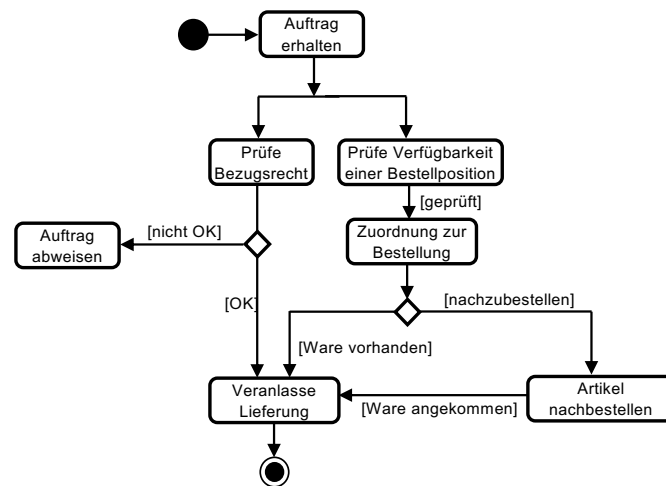 Auftrag
erhalten
Prüfe
Bezugsrecht
Prüfe Verfügbarkeit
einer Bestellposition
[geprüft]
Auftrag
abweisen
[nicht OK]
Zuordnung zur
Bestellung
[OK]
[nachzubestellen]
[Ware vorhanden]
Veranlasse
Lieferung
[Ware angekommen]
Artikel
nachbestellen